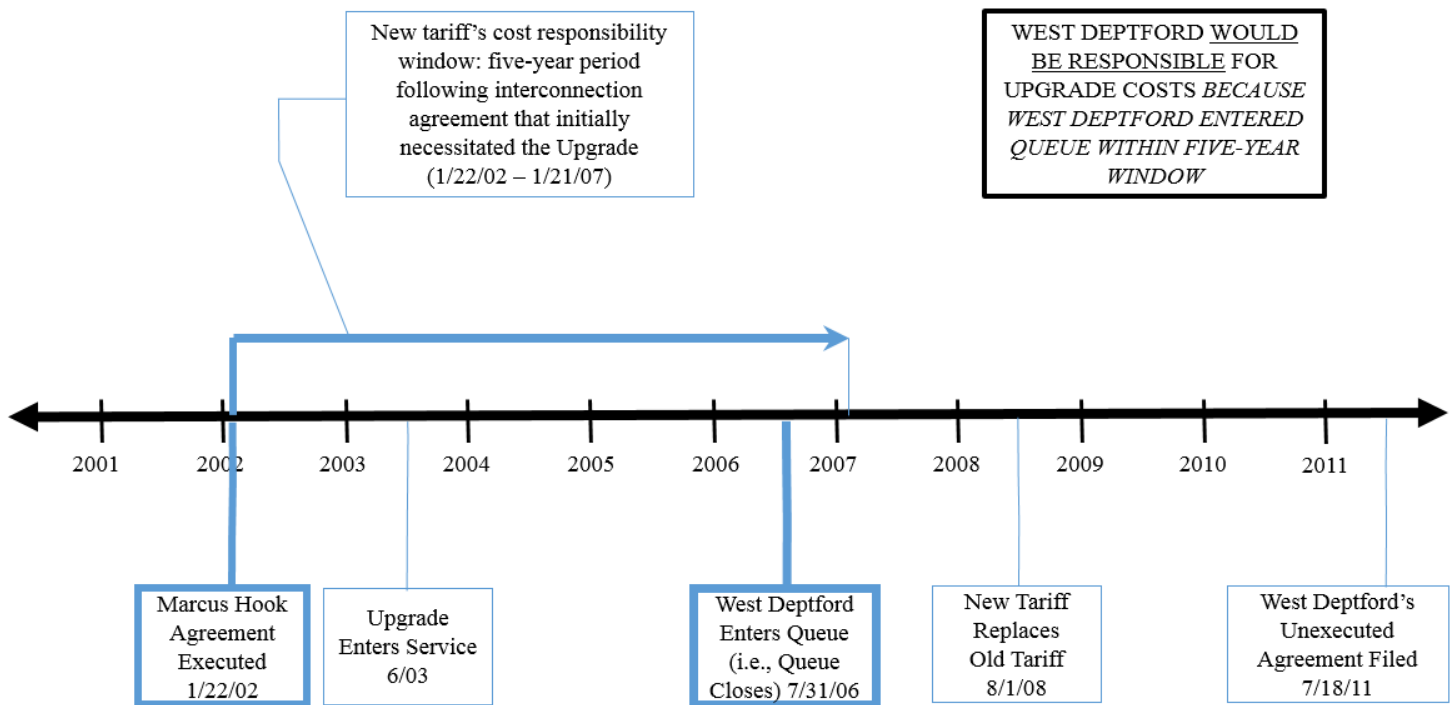 New tariff’s cost responsibility
window: five-year period
following interconnection
agreement that initially
necessitated the Upgrade
(1/22/02 – 1/21/07)
WEST DEPTFORD WOULD
BE RESPONSIBLE FOR
UPGRADE COSTS BECAUSE
WEST DEPTFORD ENTERED
QUEUE WITHIN FIVE-YEAR
WINDOW
2001 2002 2003 2004 2005 2006 2007 2008 2009 2010 2011
Marcus Hook
Agreement
Executed
1/22/02
Upgrade
Enters Service
6/03
West Deptford
Enters Queue
(i.e., Queue
Closes) 7/31/06
New Tariff
Replaces
Old Tariff
8/1/08
West Deptford’s
Unexecuted
Agreement Filed
7/18/11